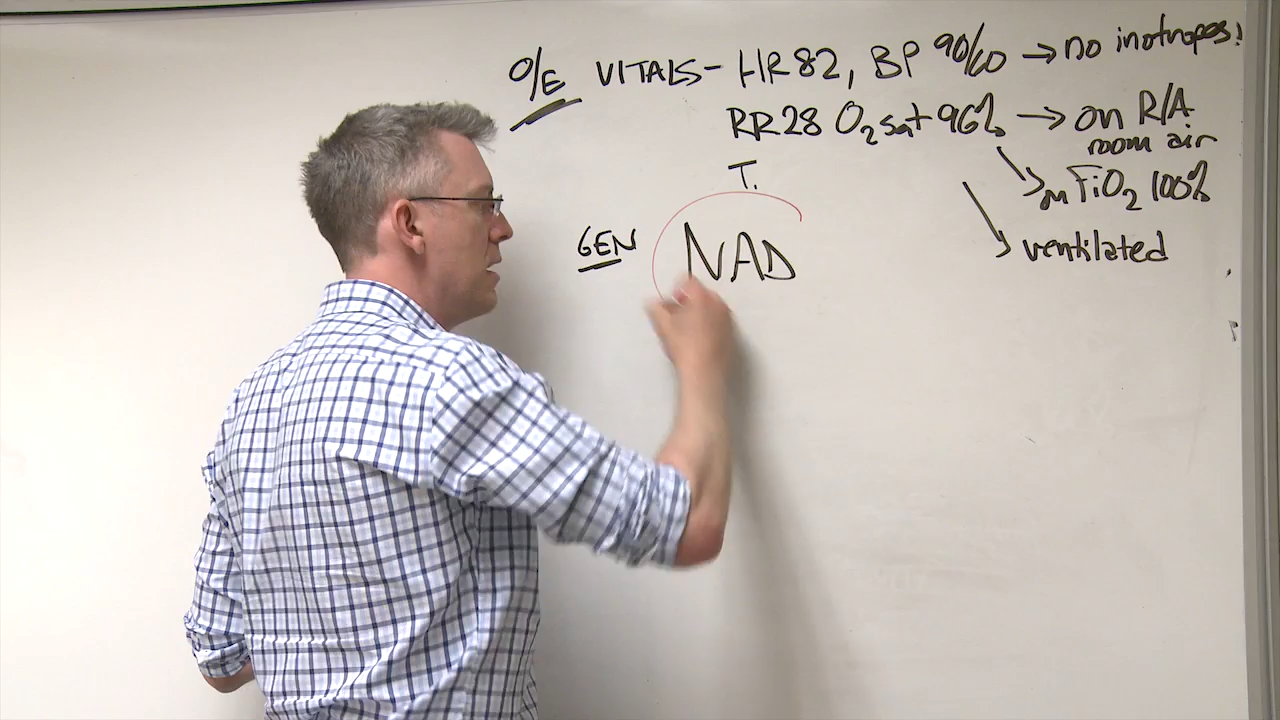 O/E VITALS - HR 82, BP 90/60 → no inotropes!
RR 28 O2 sat 96% → on R/A
room air
T.
FiO2 100%
GEN NAD
ventilated